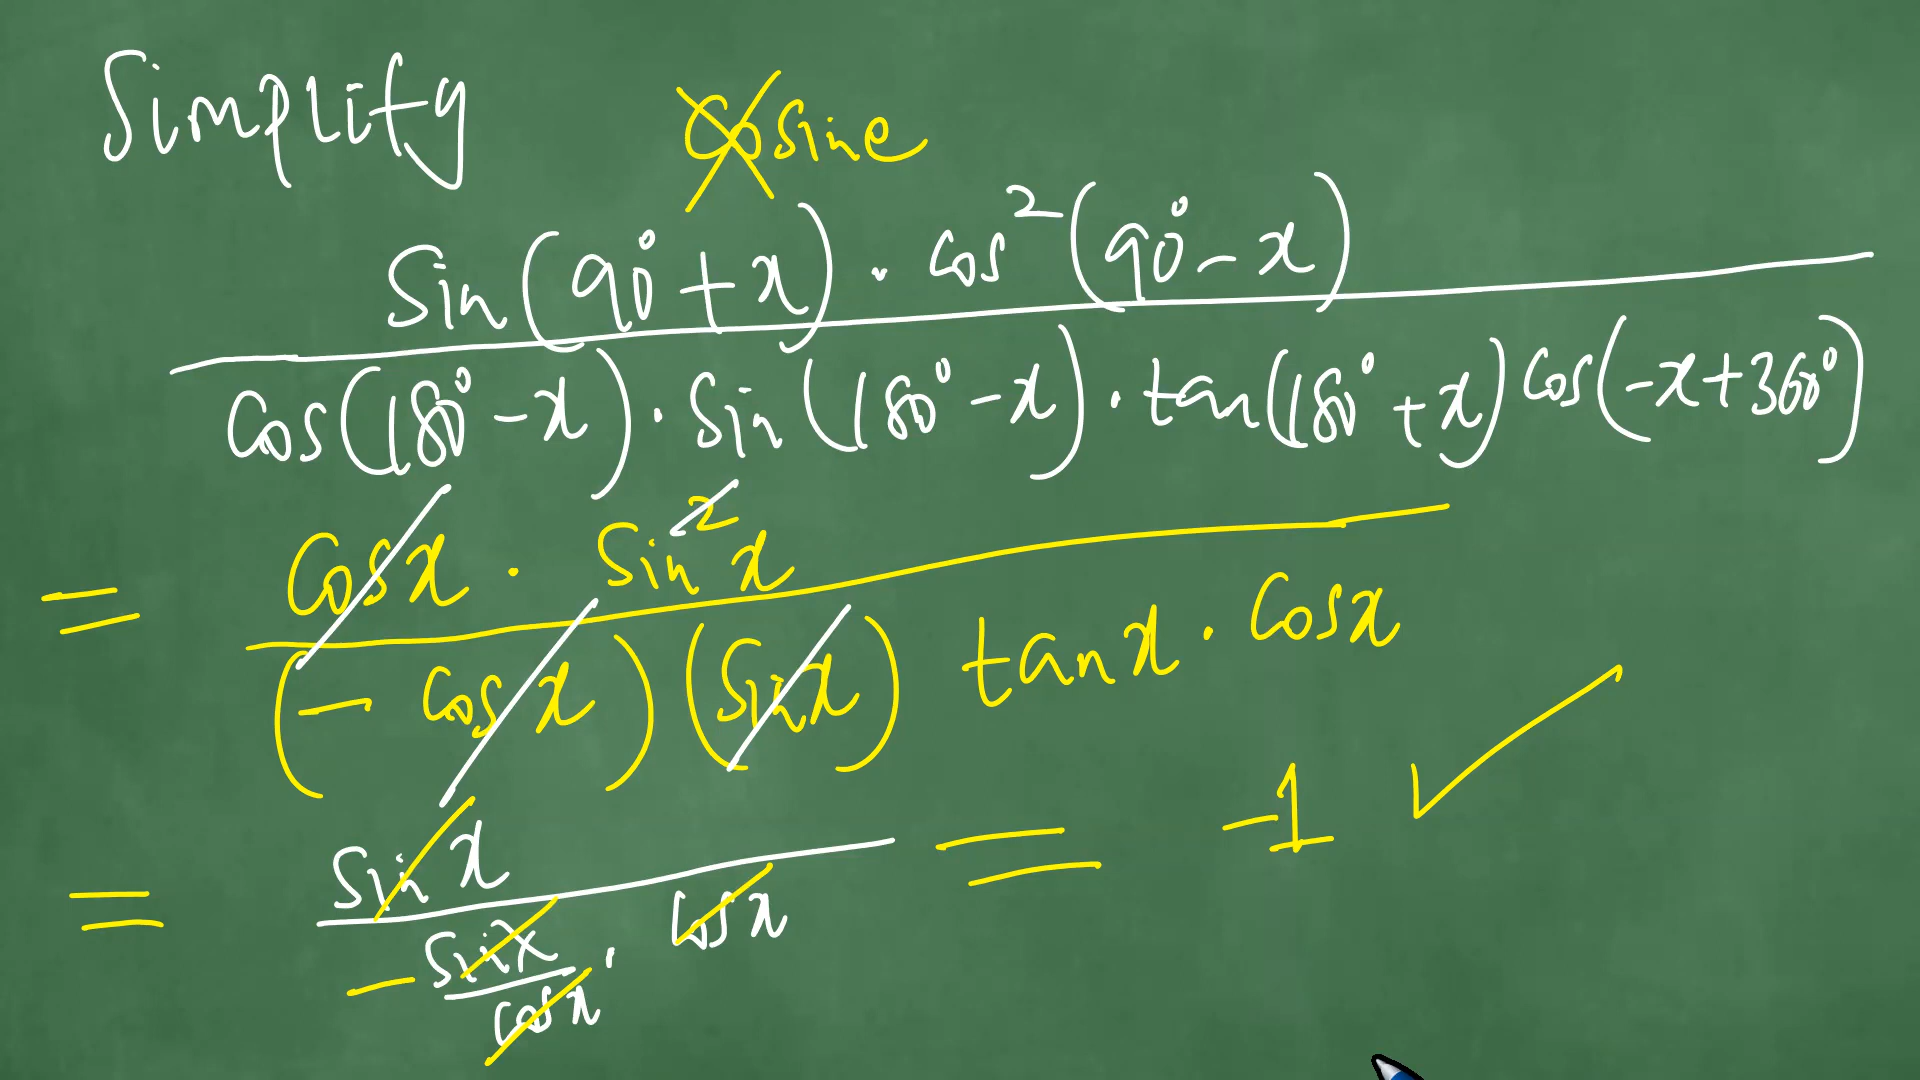 Simplify
Cosine
Sin(90°+x) . Cos²(90°-x)
Cos(180°-x) . Sin(180°-x) . tan(180°+x) Cos(-x+360°)
= Cosx . Sin²x
(- Cosx)(Sinx) tanx . Cosx
= Sinx = -1 ✓
- Sinx . Cosx
Cosx